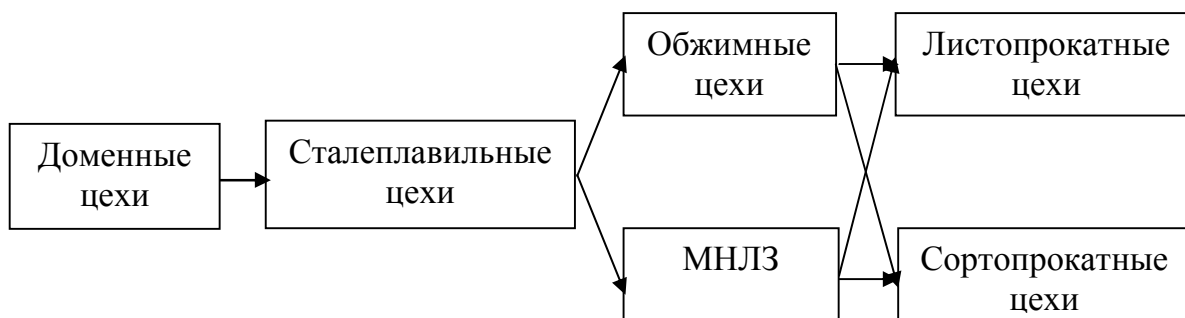 Доменные
цехи
Сталеплавильные
цехи
Обжимные
цехи
МНЛЗ
Листопрокатные
цехи
Сортопрокатные
цехи